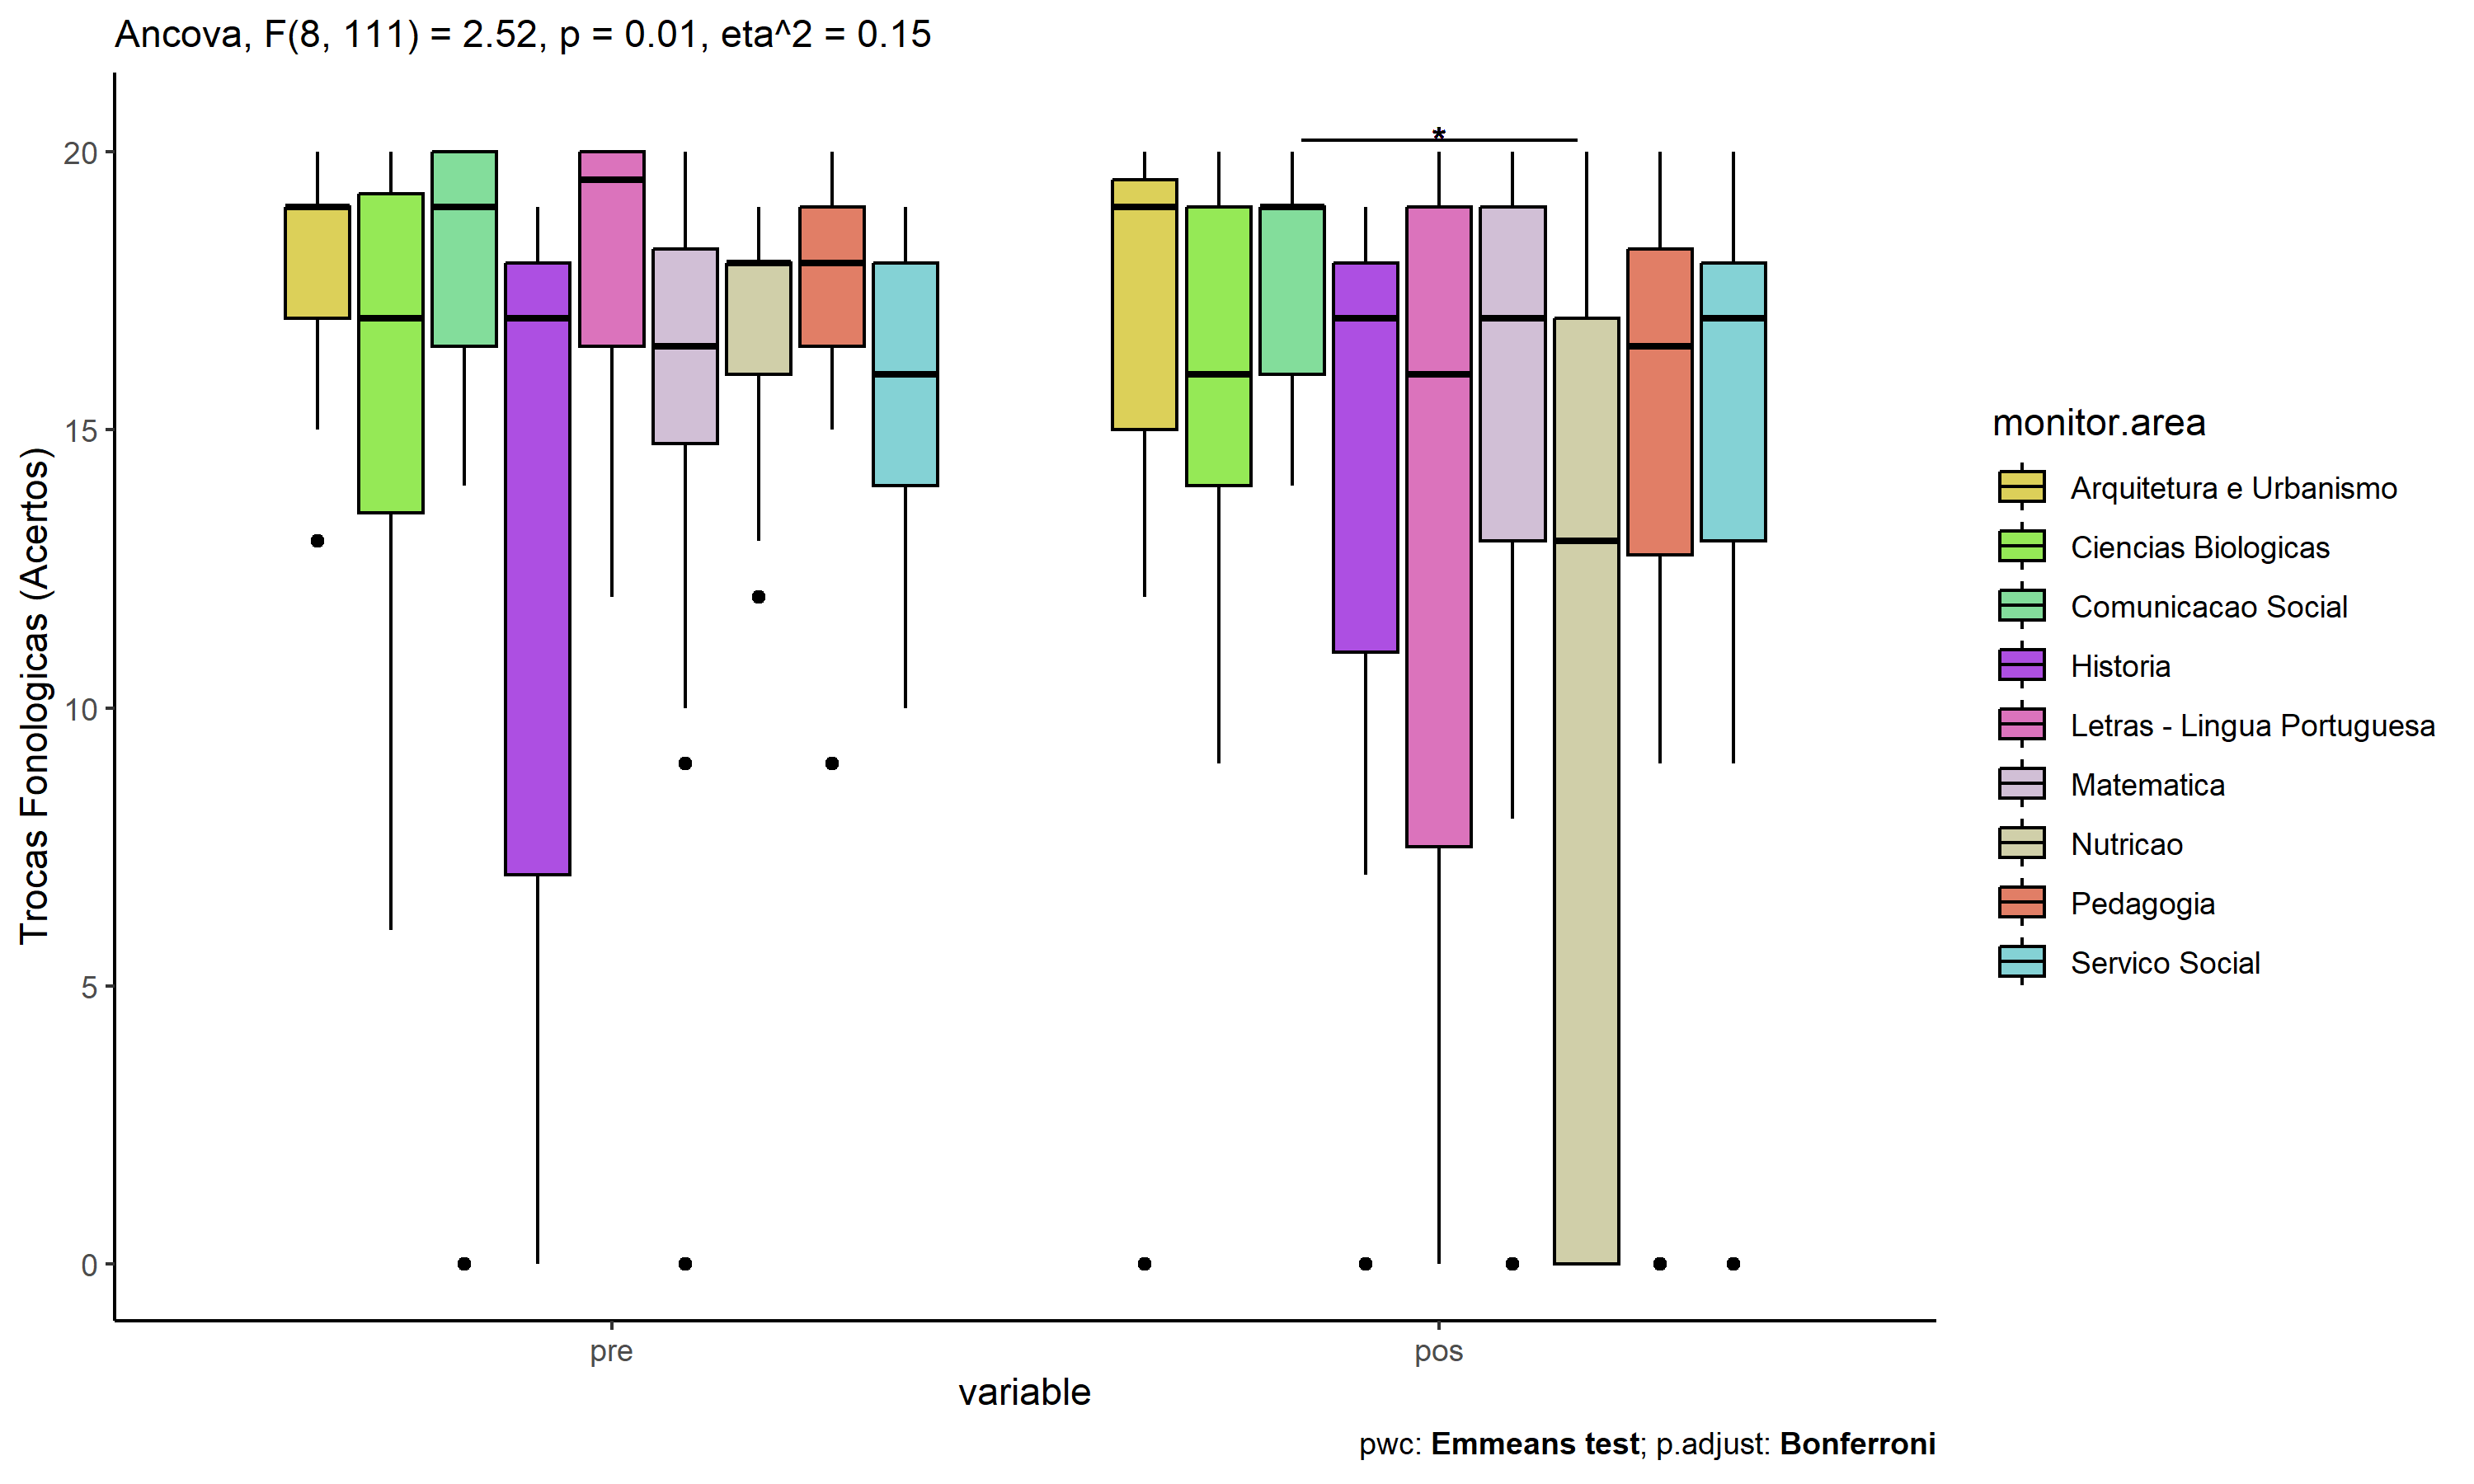 Ancova, F(8, 111) = 2.52, p = 0.01, eta^2 = 0.15
Trocas Fonologicas (Acertos)
20
15
10
5
0
*
pre
pos
variable
monitor.area
Arquitetura e Urbanismo
Ciencias Biologicas
Comunicacao Social
Historia
Letras - Lingua Portuguesa
Matematica
Nutricao
Pedagogia
Servico Social
pwc: Emmeans test; p.adjust: Bonferroni